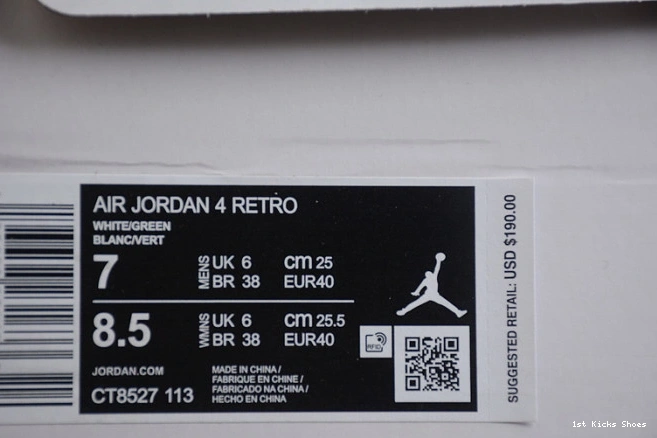 AIR JORDAN 4 RETRO
WHITE/GREEN
BLANC/VERT
7 MENS UK 6 cm 25
BR 38 EUR40
8.5 WMNS UK 6 cm 25.5
BR 38 EUR40
JORDAN.COM
CT8527 113
MADE IN CHINA /
FABRIQUE EN CHINE /
FABRICADO NA CHINA /
HECHO EN CHINA
RFID
SUGGESTED RETAIL: USD $190.00
1st Kicks Shoes